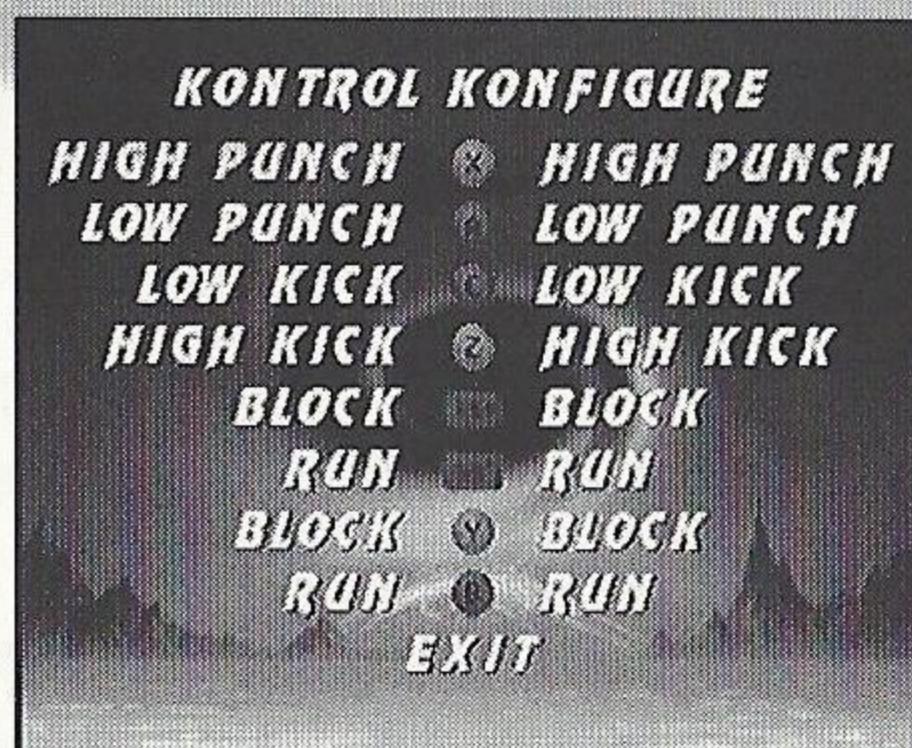 KONTROL KONFIGURE
HIGH PUNCH X HIGH PUNCH
LOW PUNCH LOW PUNCH
LOW KICK C LOW KICK
HIGH KICK Z HIGH KICK
BLOCK BLOCK
RUN RUN
BLOCK Y BLOCK
RUN RUN
EXIT